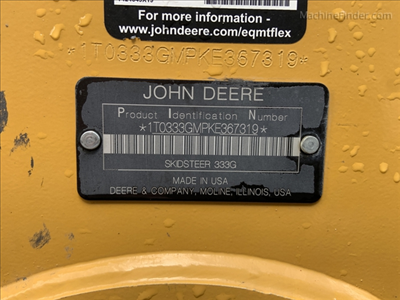 MachineFinder.com
For more information -
www.johndeere.com/eqmtflex
*1T0333GMPKE367319*
JOHN DEERE
Product Identification Number
*1T0333GMPKE367319*
SKIDSTEER 333G
MADE IN USA
DEERE & COMPANY, MOLINE, ILLINOIS, USA